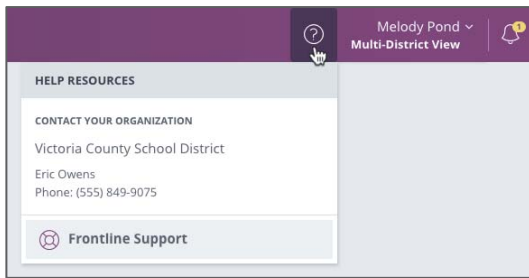 ?
Melody Pond
Multi-District View
1
HELP RESOURCES
CONTACT YOUR ORGANIZATION
Victoria County School District
Eric Owens
Phone: (555) 849-9075
Frontline Support